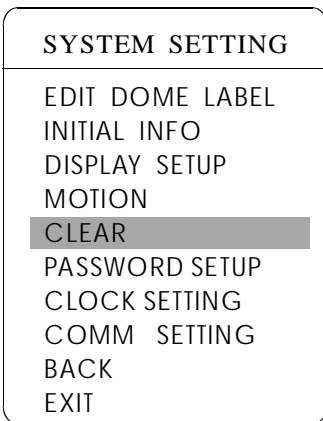 SYSTEM SETTING
EDIT DOME LABEL
INITIAL INFO
DISPLAY SETUP
MOTION
CLEAR
PASSWORD SETUP
CLOCK SETTING
COMM SETTING
BACK
EXIT